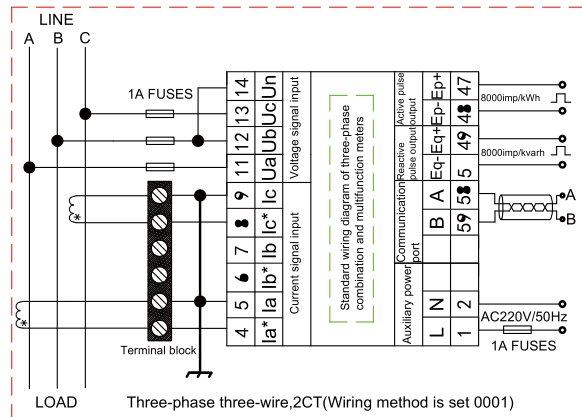 LINE
A B C
1A FUSES
14 Un
13 Uc
12 Ub
11 Ua
Voltage signal input
9 Ic
8 Ic*
7 Ib
6 Ib*
5 Ia
4 Ia*
Current signal input
Terminal block
Standard wiring diagram of three-phase
combination and multifunction meters
Active pulse
output
Ep+ 47
Ep- 48
8000imp/kWh
Reactive
pulse output
Eq+ 49
Eq- 5
8000imp/kvarh
Communication
port
A 58
B 59
A
B
Auxiliary power
N 2
L 1
AC220V/50Hz
1A FUSES
LOAD
Three-phase three-wire,2CT(Wiring method is set 0001)